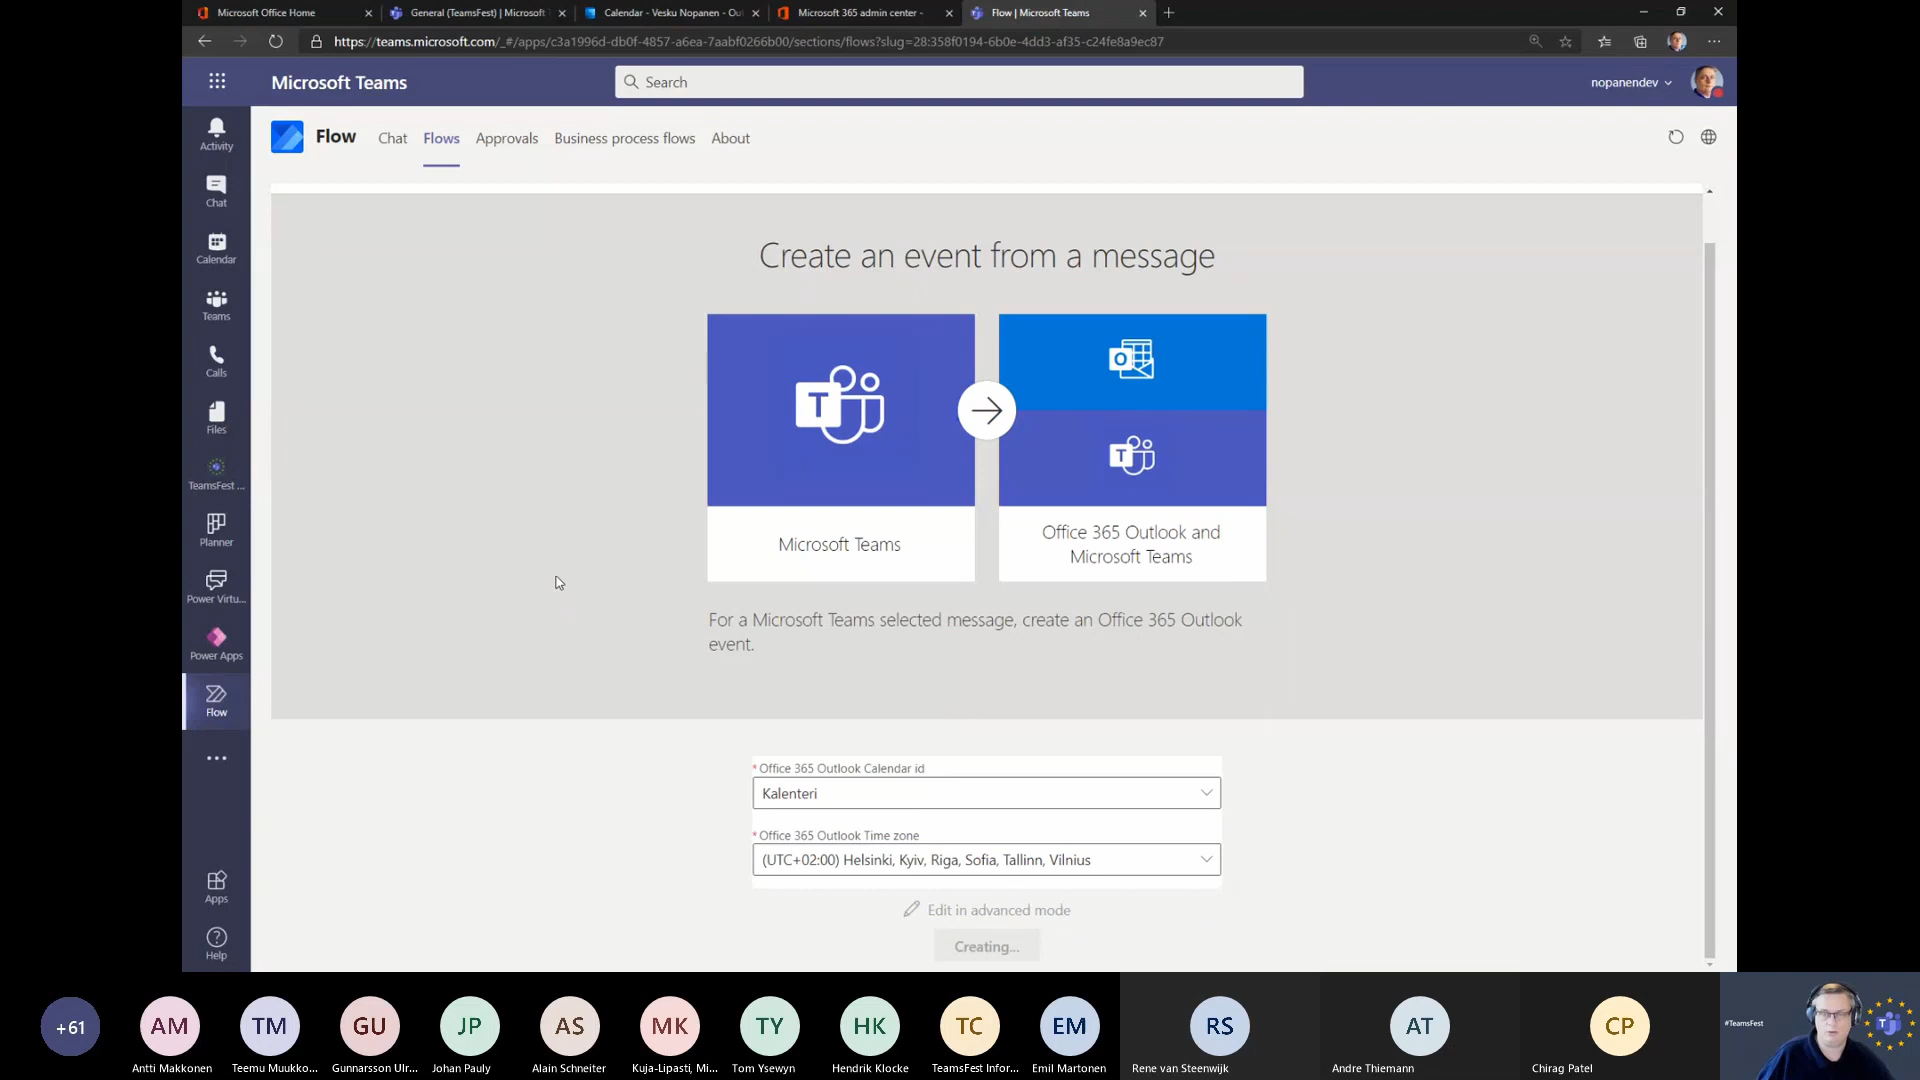 Microsoft Office Home
General (TeamsFest) | Microsoft
Calendar - Vesku Nopanen - Out
Microsoft 365 admin center -
Flow | Microsoft Teams
https://teams.microsoft.com/_#/apps/c3a1996d-db0f-4857-a6ea-7aabf0266b00/sections/flows?slug=28:358f0194-6b0e-4dd3-af35-c24fe8a9ec87
Microsoft Teams
Search
nopanendev
Flow
Chat
Flows
Approvals
Business process flows
About
Activity
Chat
Calendar
Teams
Calls
Files
TeamsFest ...
Planner
Power Virtu...
Power Apps
Flow
Apps
Help
Create an event from a message
T
O
T
Microsoft Teams
Office 365 Outlook and
Microsoft Teams
For a Microsoft Teams selected message, create an Office 365 Outlook
event.
* Office 365 Outlook Calendar id
Kalenteri
* Office 365 Outlook Time zone
(UTC+02:00) Helsinki, Kyiv, Riga, Sofia, Tallinn, Vilnius
Edit in advanced mode
Creating...
+61
AM
TM
GU
JP
AS
MK
TY
HK
TC
EM
RS
AT
CP
#TeamsFest
T
Antti Makkonen
Teemu Muukko...
Gunnarsson Ulr...
Johan Pauly
Alain Schneiter
Kuja-Lipasti, Mi...
Tom Ysewyn
Hendrik Klocke
TeamsFest Infor...
Emil Martonen
Rene van Steenwijk
Andre Thiemann
Chirag Patel